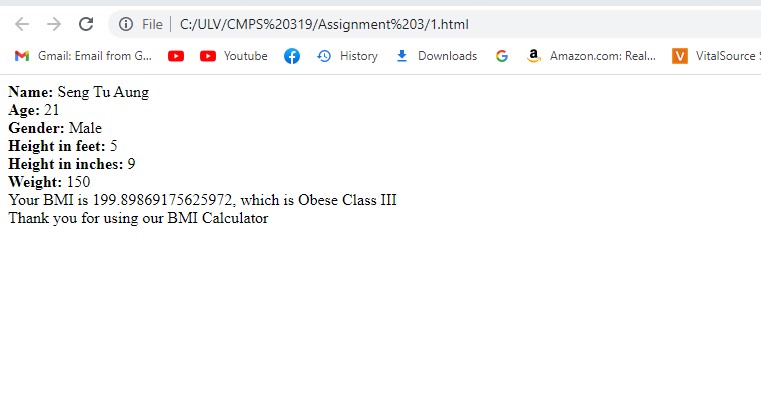 File | C:/ULV/CMPS%20319/Assignment%203/1.html
Gmail: Email from G... Youtube History Downloads Amazon.com: Real... VitalSource S
Name: Seng Tu Aung
Age: 21
Gender: Male
Height in feet: 5
Height in inches: 9
Weight: 150
Your BMI is 199.89869175625972, which is Obese Class III
Thank you for using our BMI Calculator